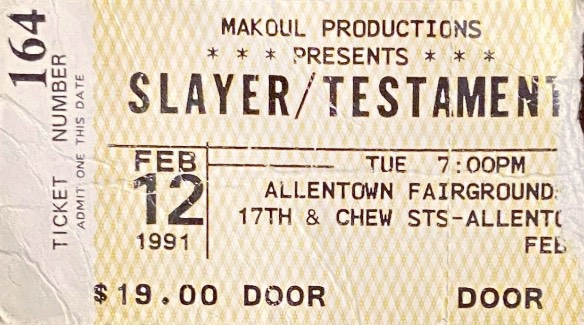 164
TICKET NUMBER
ADMIT ONE THIS DATE
MAKOUL PRODUCTIONS
* * * PRESENTS * * *
SLAYER/TESTAMENT
FEB
12
1991
TUE 7:00PM
ALLENTOWN FAIRGROUND
17TH & CHEW STS-ALLENTO
FEB
$19.00 DOOR DOOR